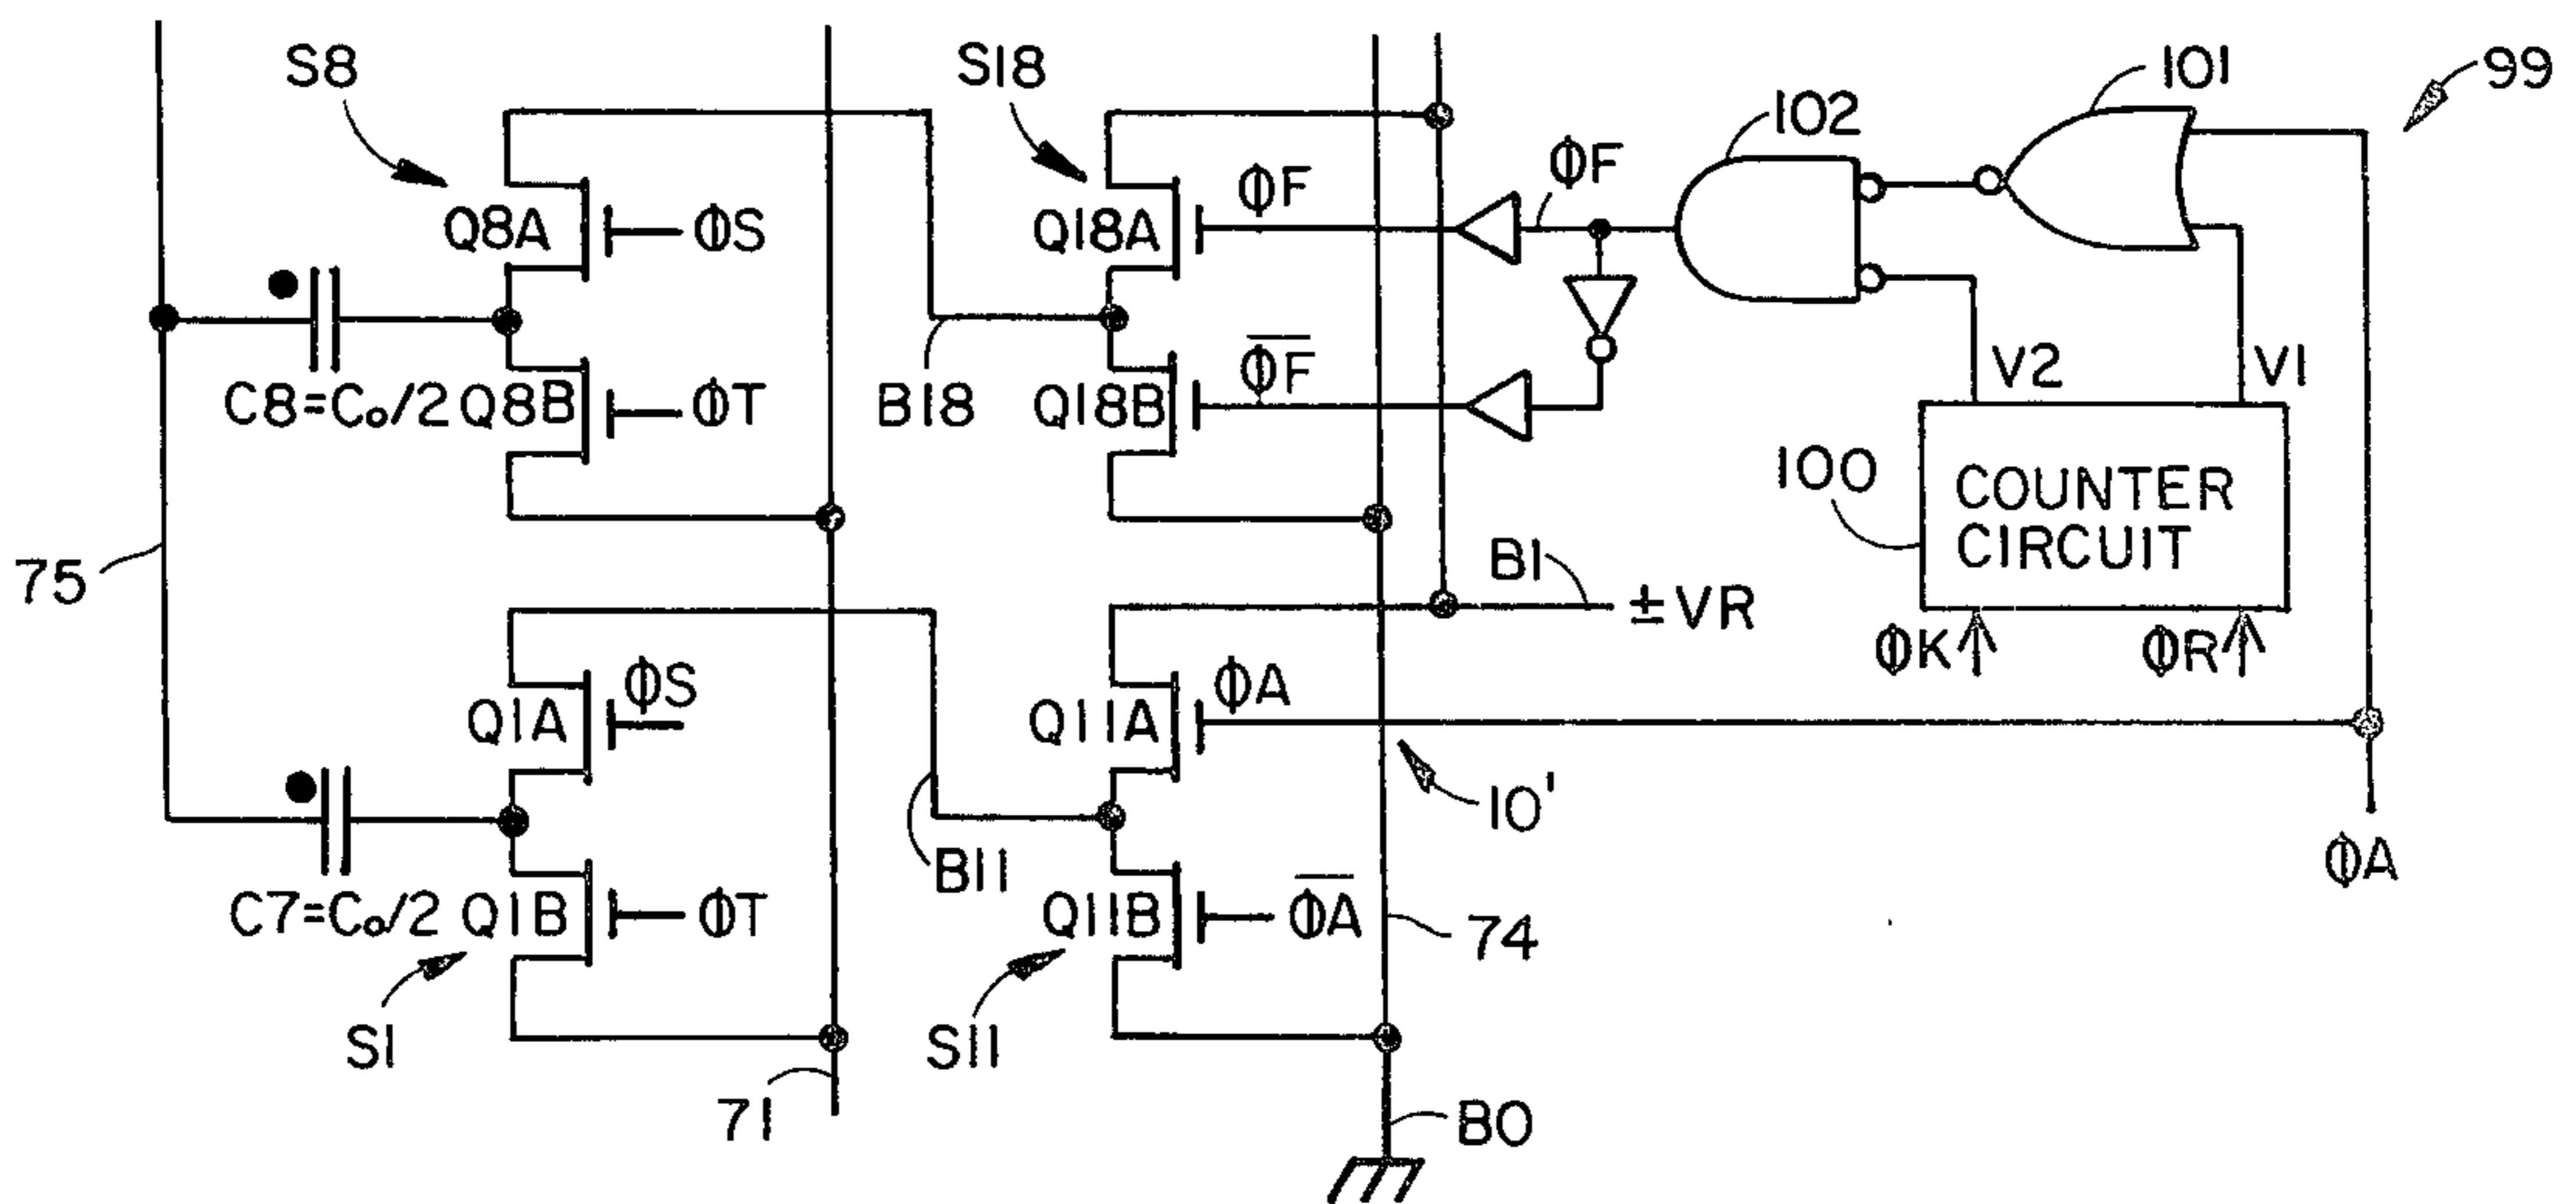 S8
S18
101
99
102
ΦF
Q8A
ΦS
Q18A
ΦF
C8=Co/2
Q8B
ΦT
B18
Q18B
Φ̅F̅
V2
V1
100
COUNTER
CIRCUIT
75
B1
±VR
ΦK
ΦR
Q1A
ΦS
Q11A
ΦA
10'
B11
ΦA
C7=Co/2
Q1B
ΦT
Q11B
Φ̅A̅
74
S1
S11
71
B0